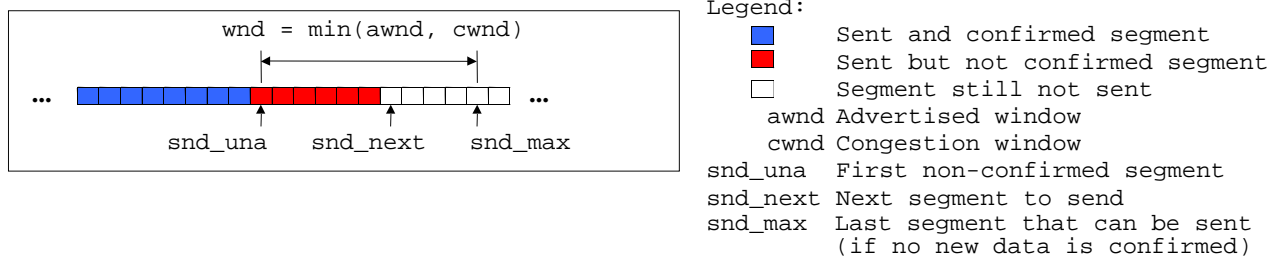 wnd = min(awnd, cwnd)
... ...
snd_una snd_next snd_max
Legend:
Sent and confirmed segment
Sent but not confirmed segment
Segment still not sent
awnd Advertised window
cwnd Congestion window
snd_una First non-confirmed segment
snd_next Next segment to send
snd_max Last segment that can be sent
(if no new data is confirmed)